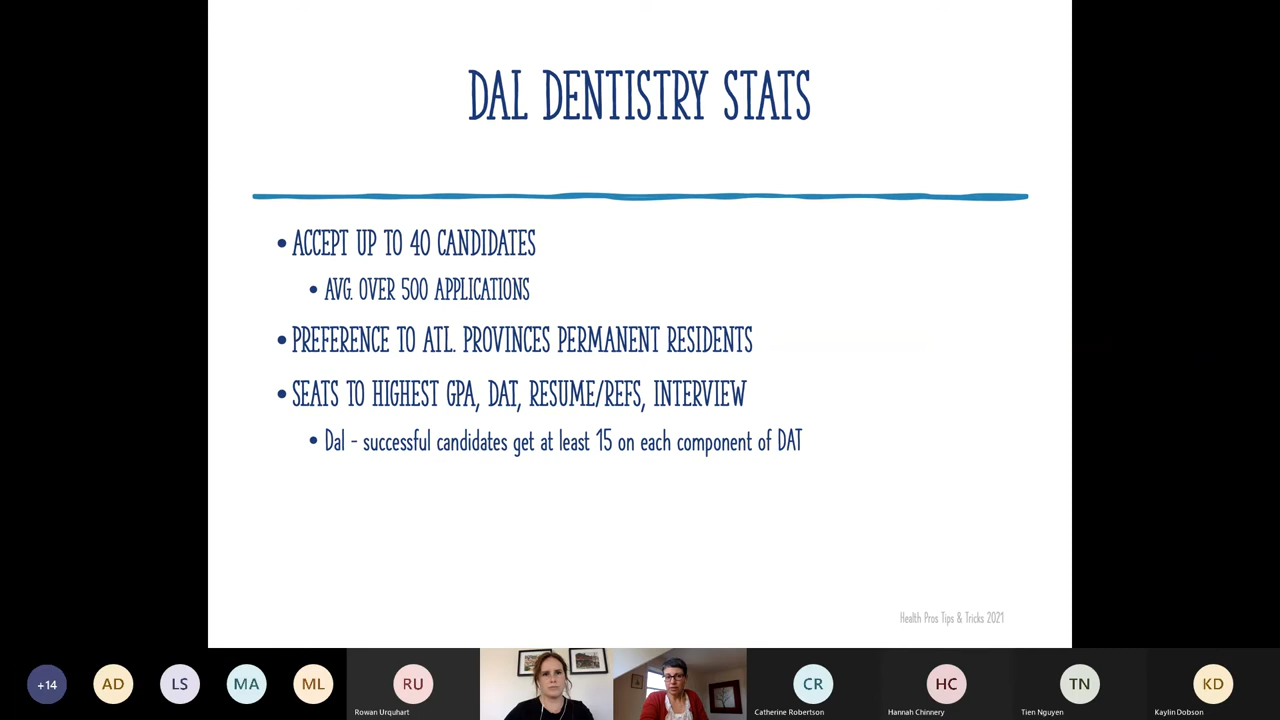 DAL DENTISTRY STATS
• ACCEPT UP TO 40 CANDIDATES
• AVG. OVER 500 APPLICATIONS
• PREFERENCE TO ATL. PROVINCES PERMANENT RESIDENTS
• SEATS TO HIGHEST GPA, DAT, RESUME/REFS, INTERVIEW
• Dal - successful candidates get at least 15 on each component of DAT
Health Pros Tips & Tricks 2021
+14
AD
LS
MA
ML
RU
Rowan Urquhart
CR
Catherine Robertson
HC
Hannah Chinnery
TN
Tien Nguyen
KD
Kaylin Dobson